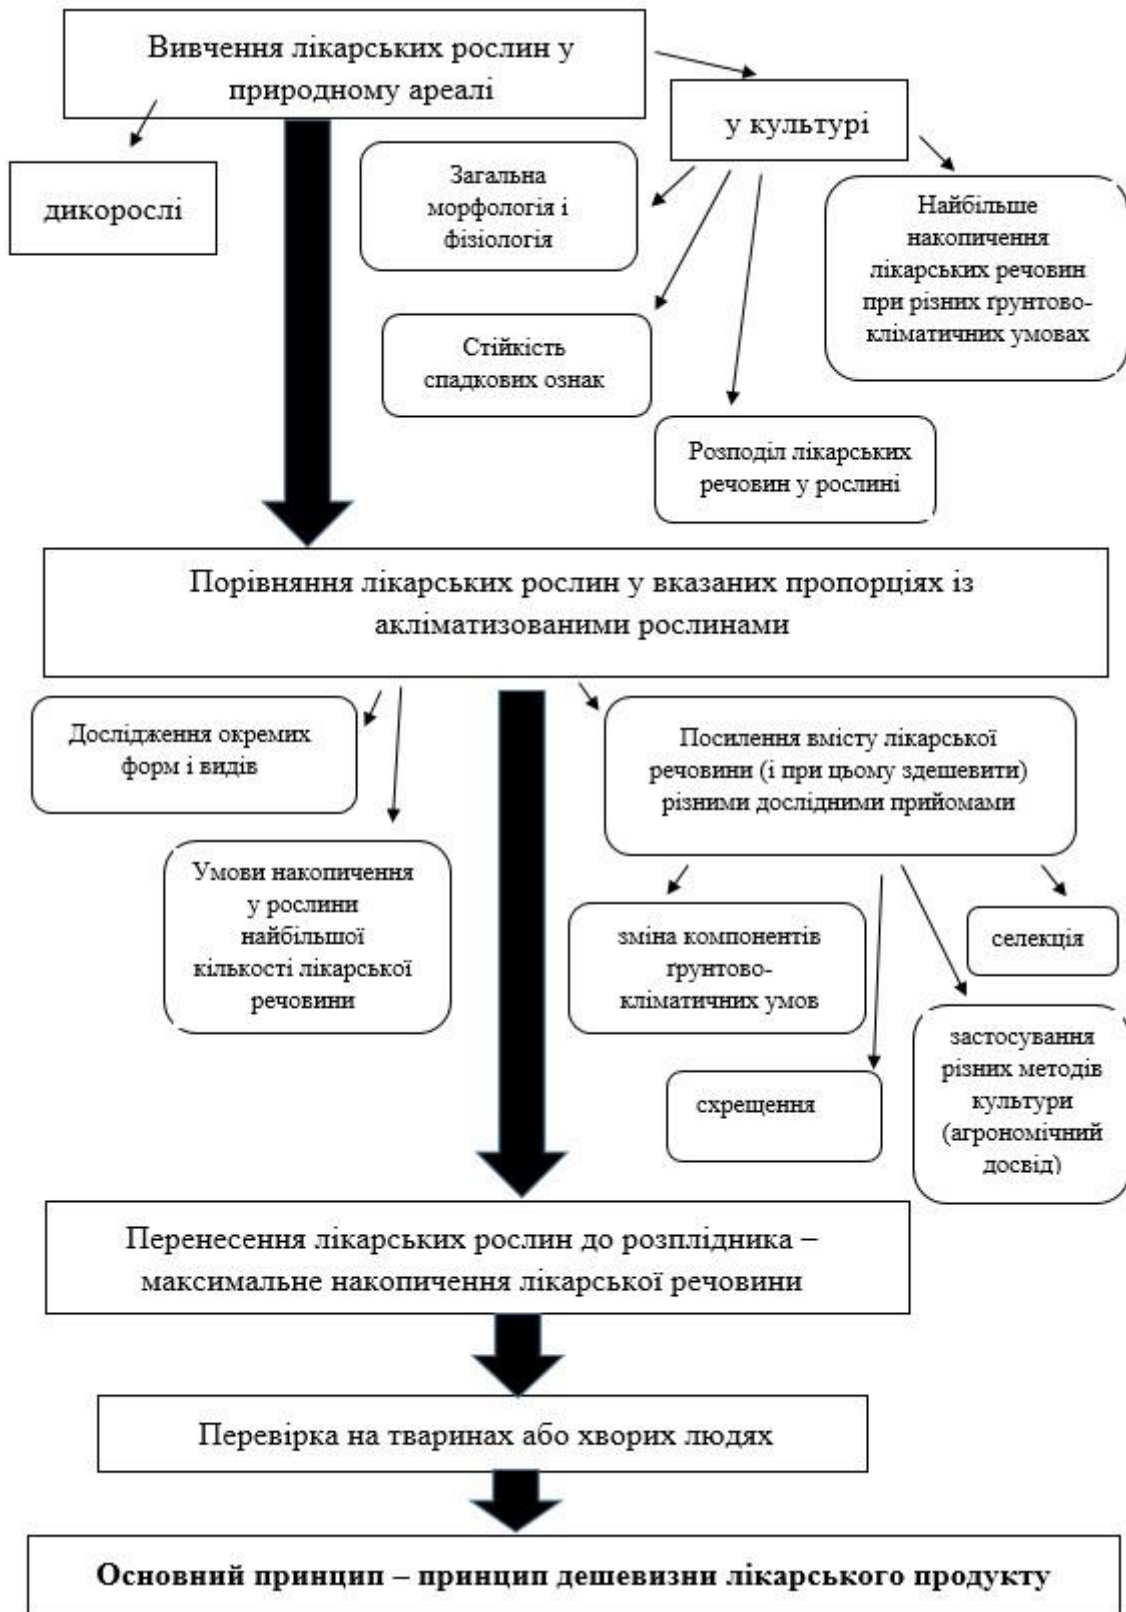 Вивчення лікарських рослин у
природному ареалі
у культурі
дикорослі
Загальна
морфологія і
фізіологія
Найбільше
накопичення
лікарських речовин
при різних ґрунтово-
кліматичних умовах
Стійкість
спадкових ознак
Розподіл лікарських
речовин у рослині
Порівняння лікарських рослин у вказаних пропорціях із
акліматизованими рослинами
Дослідження окремих
форм і видів
Посилення вмісту лікарської
речовини (і при цьому здешевити)
різними дослідними прийомами
Умови накопичення
у рослини
найбільшої
кількості лікарської
речовини
зміна компонентів
ґрунтово-
кліматичних умов
селекція
схрещення
застосування
різних методів
культури
(агрономічний
досвід)
Перенесення лікарських рослин до розплідника –
максимальне накопичення лікарської речовини
Перевірка на тваринах або хворих людях
Основний принцип – принцип дешевизни лікарського продукту